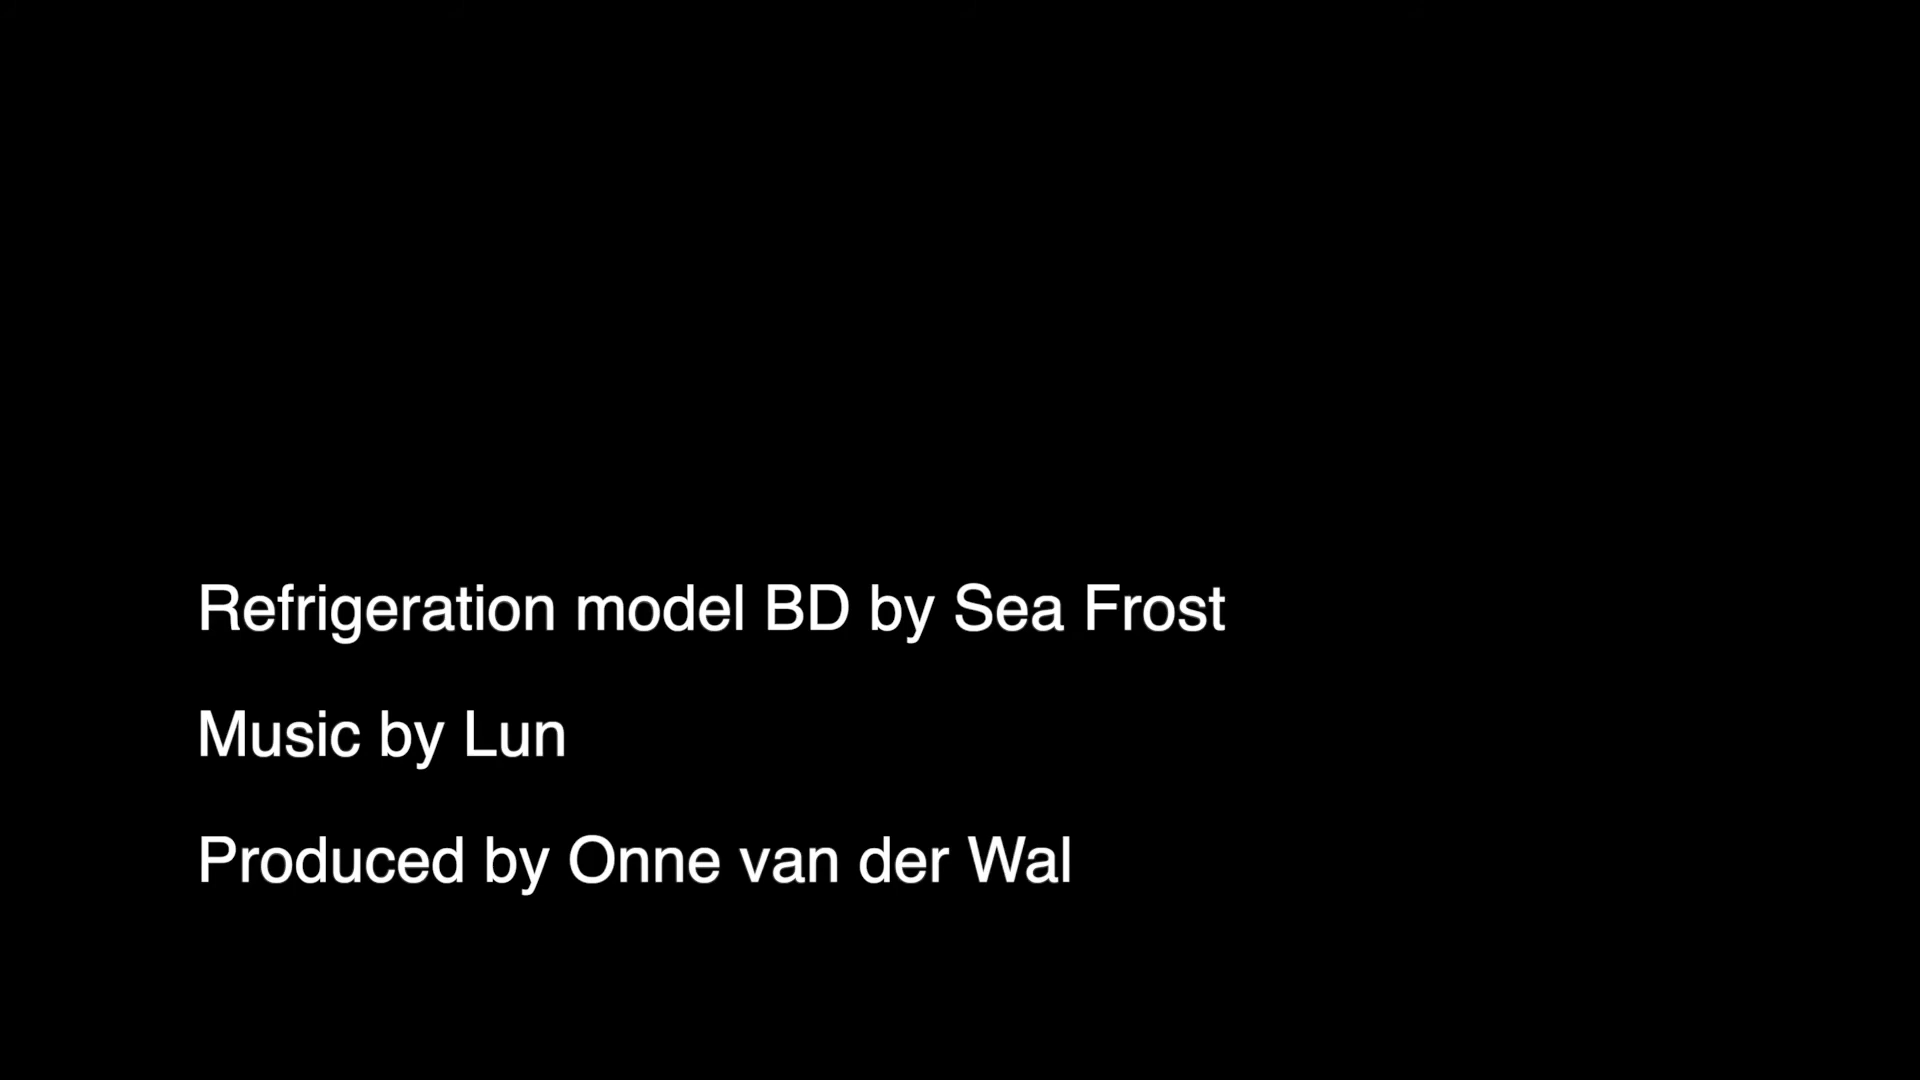 Refrigeration model BD by Sea Frost
Music by Lun
Produced by Onne van der Wal